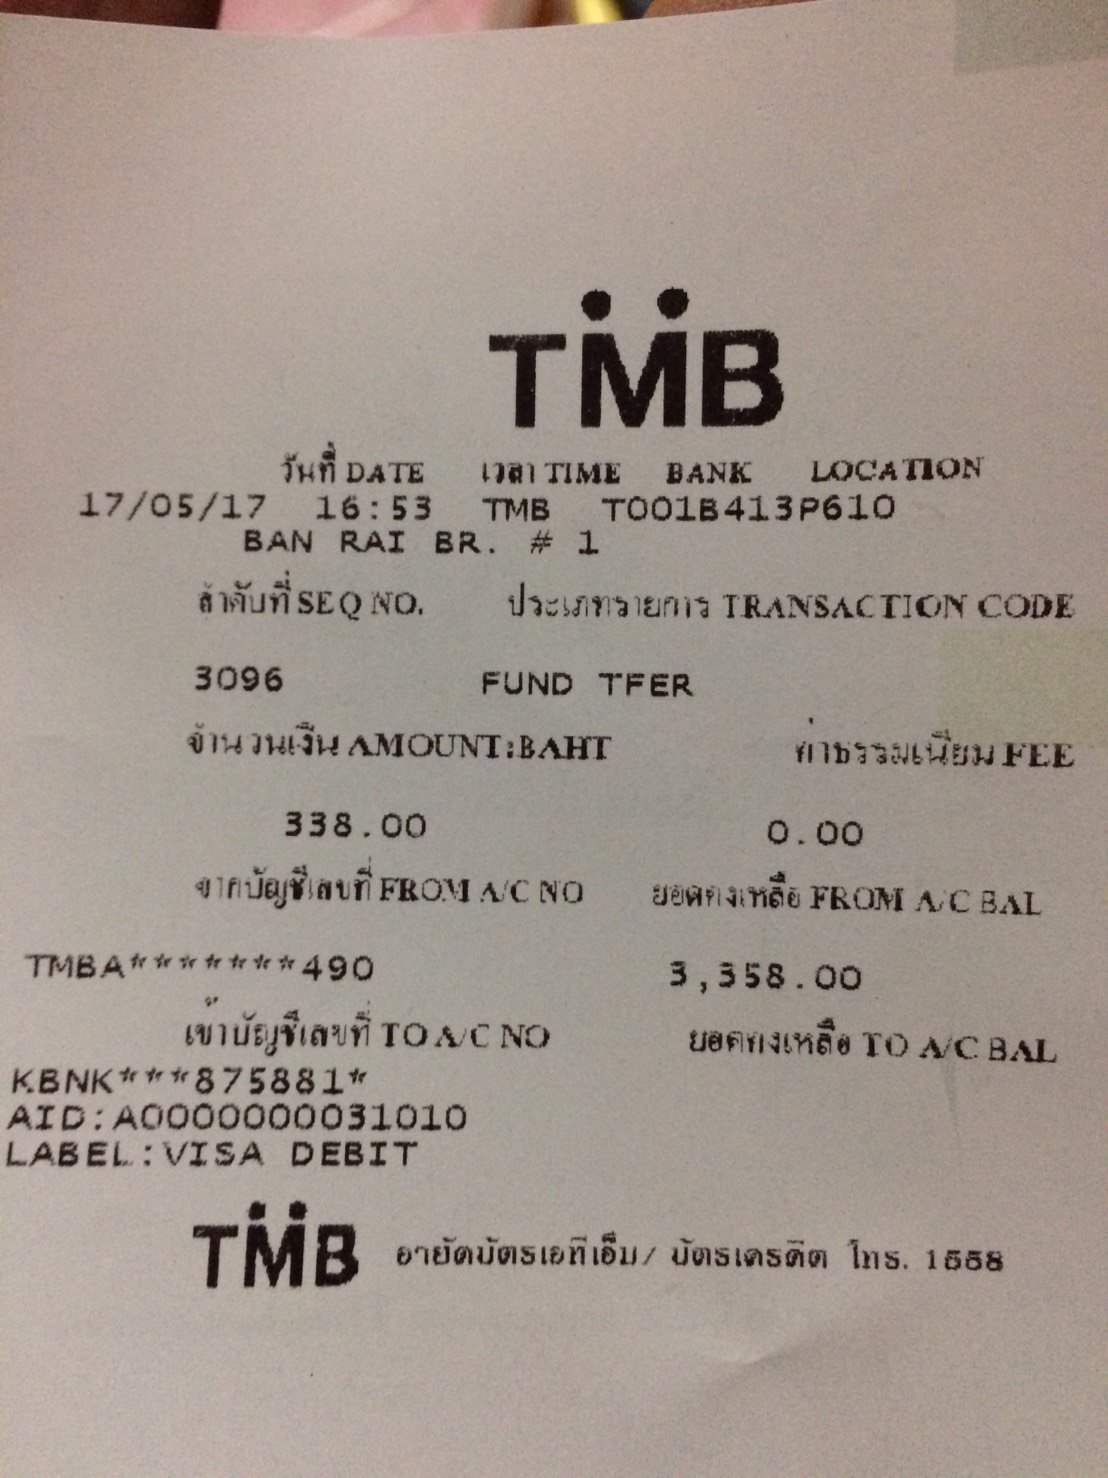 TMB
วันที่ DATE เวลา TIME BANK LOCATION
17/05/17 16:53 TMB T001B413P610
BAN RAI BR. # 1
ลำดับที่ SEQ NO. ประเภทรายการ TRANSACTION CODE
3096 FUND TFER
จำนวนเงิน AMOUNT:BAHT ค่าธรรมเนียม FEE
338.00 0.00
จากบัญชีเลขที่ FROM A/C NO ยอดคงเหลือ FROM A/C BAL
TMBA*******490 3,358.00
เข้าบัญชีเลขที่ TO A/C NO ยอดคงเหลือ TO A/C BAL
KBNK***875881*
AID:A0000000031010
LABEL:VISA DEBIT
TMB อายัดบัตรเอทีเอ็ม/ บัตรเครดิต โทร. 1558